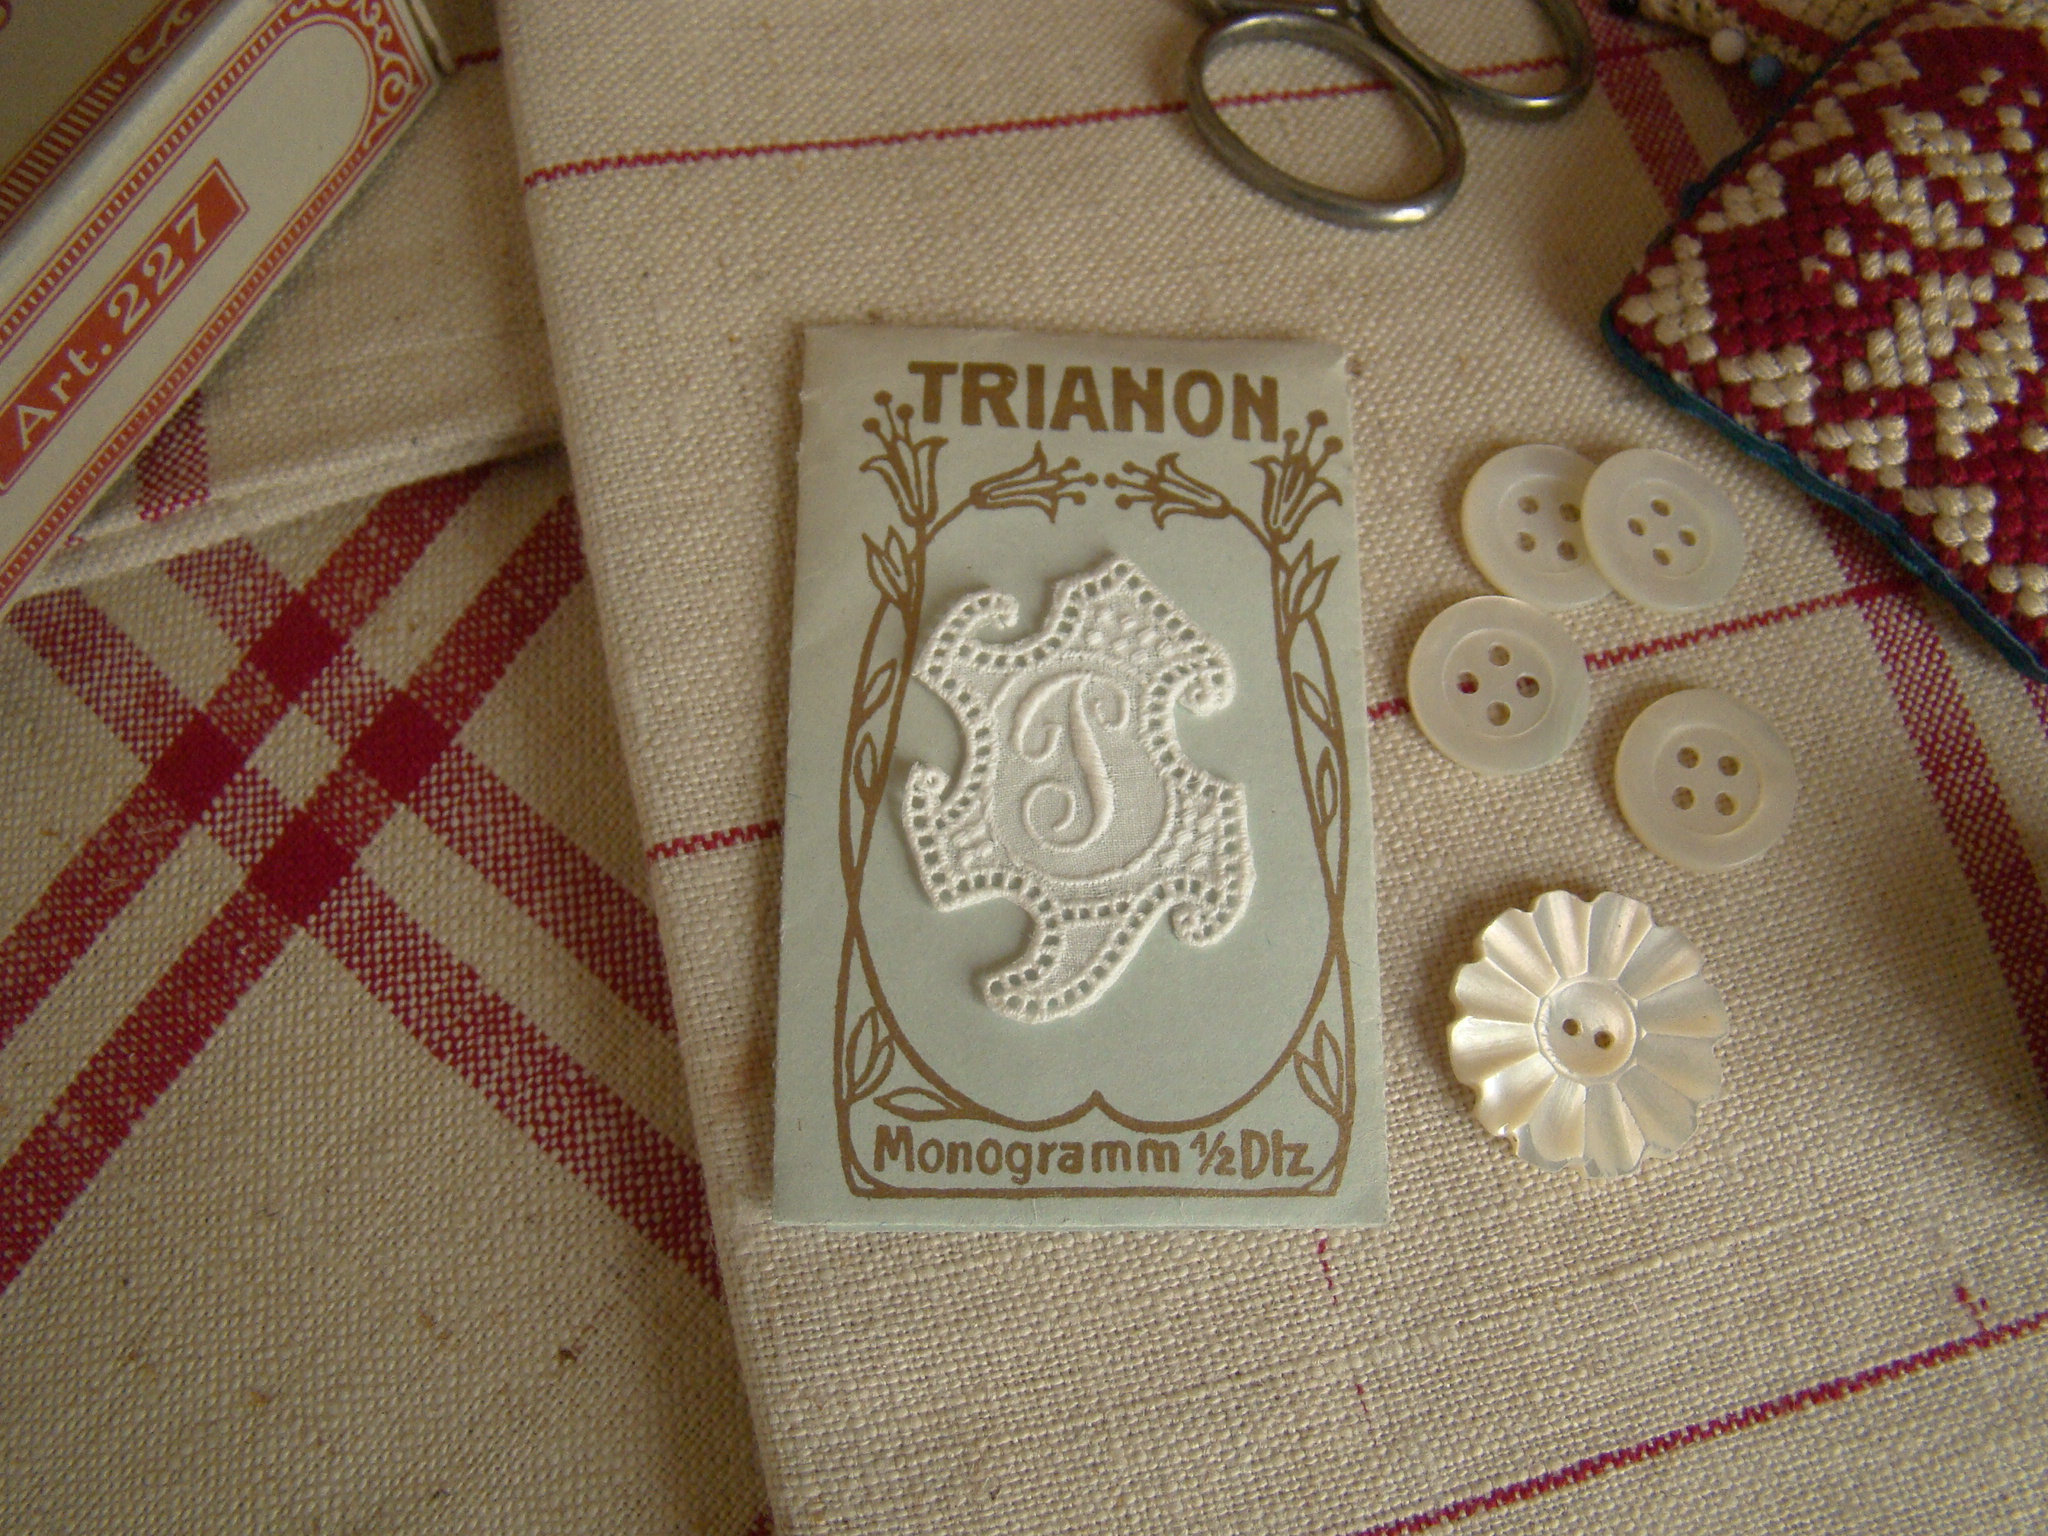 Art. 227
TRIANON
Monogramm ½ Dtz